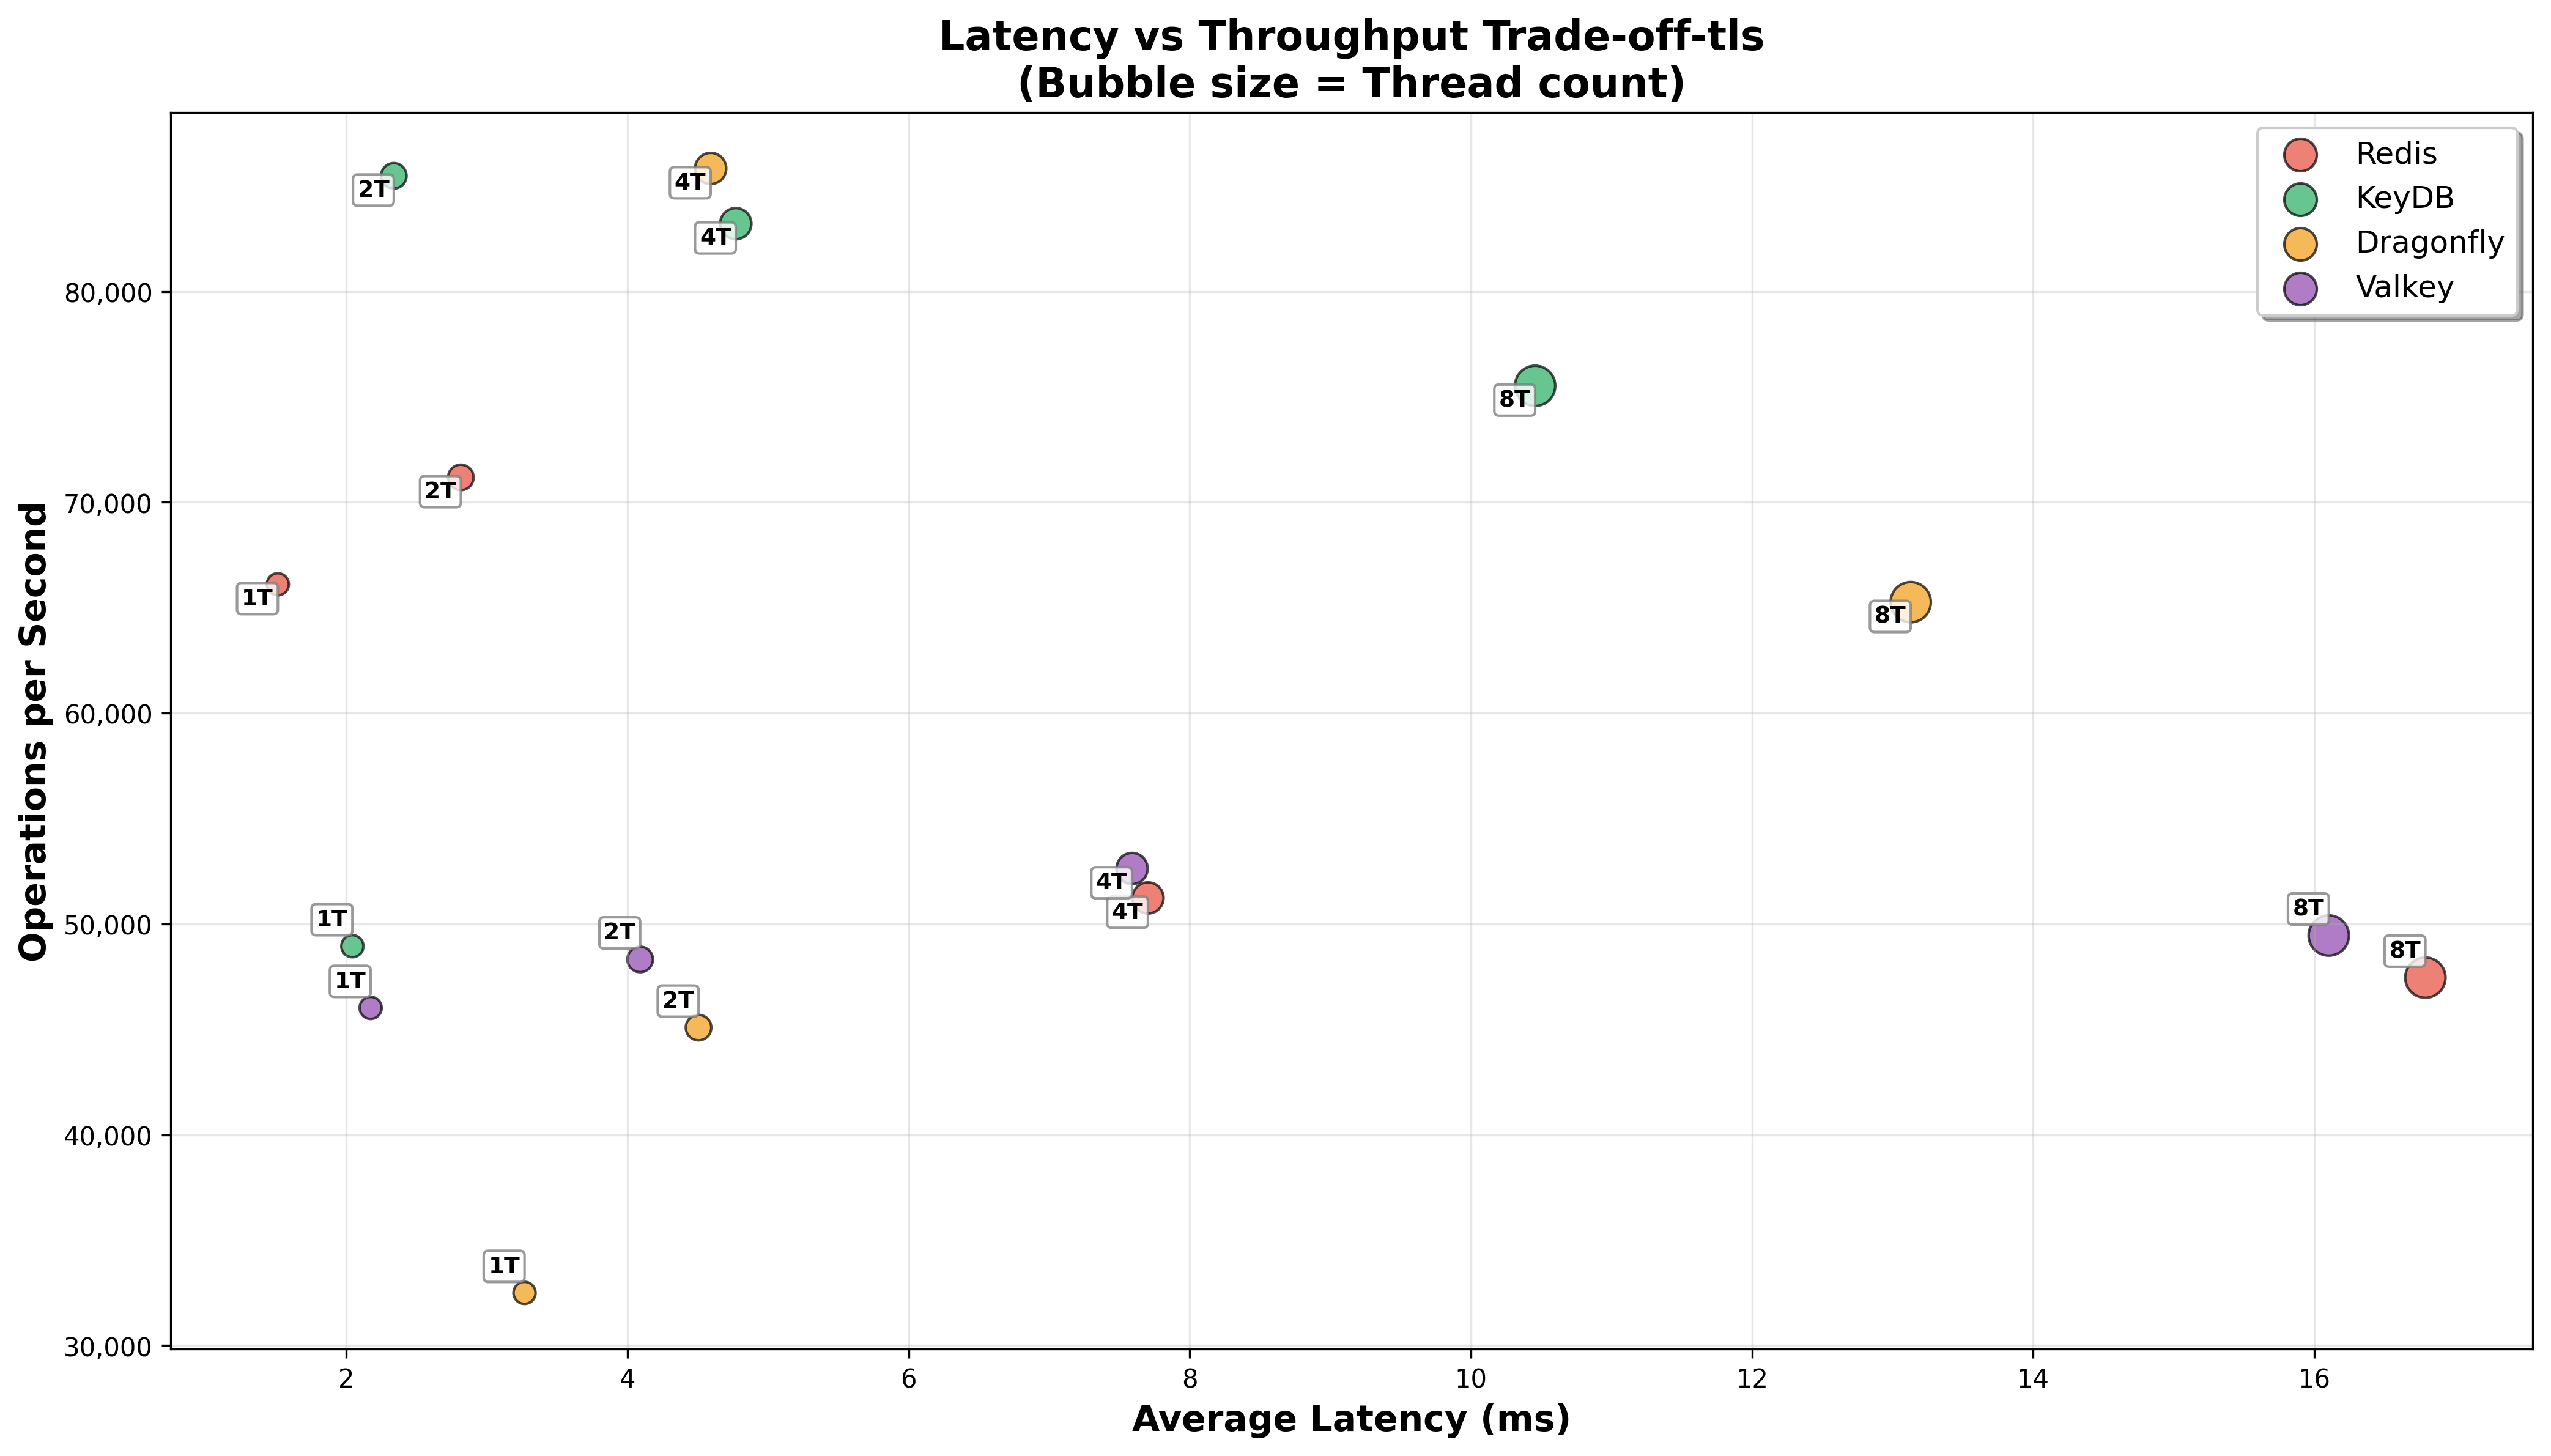 Latency vs Throughput Trade-off-tls
(Bubble size = Thread count)
Redis
KeyDB
Dragonfly
Valkey
Operations per Second
80,000
70,000
60,000
50,000
40,000
30,000
2T
4T
4T
8T
2T
1T
8T
4T
4T
1T
2T
8T
8T
1T
2T
1T
2
4
6
8
10
12
14
16
Average Latency (ms)